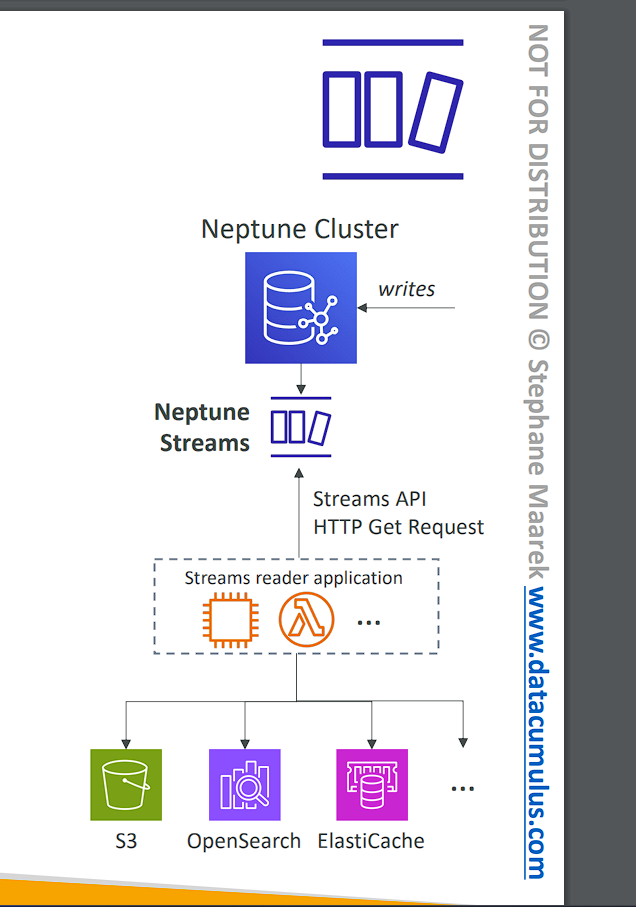 Neptune Cluster
writes
Neptune
Streams
Streams API
HTTP Get Request
Streams reader application
...
S3
OpenSearch
ElastiCache
...
NOT FOR DISTRIBUTION © Stephane Maarek www.datacumulus.com